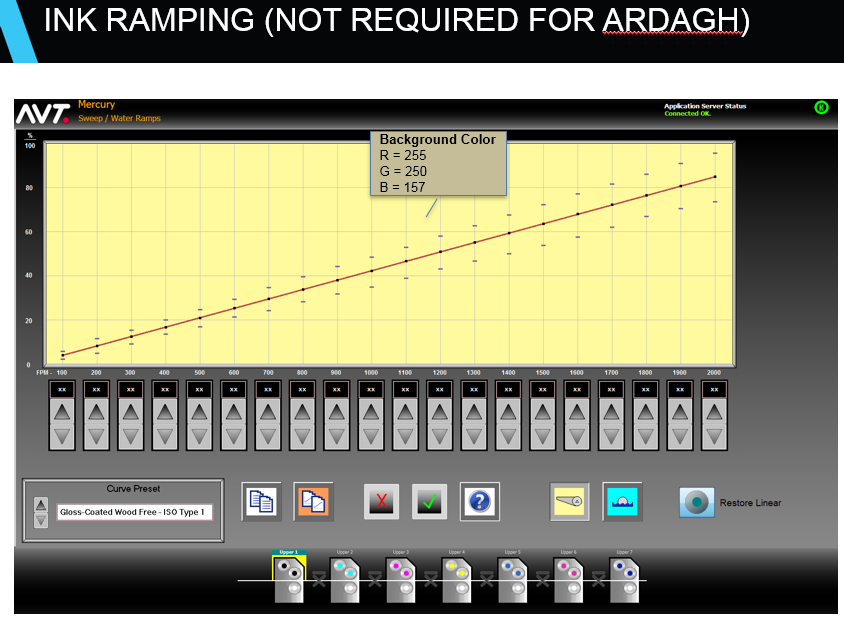 INK RAMPING (NOT REQUIRED FOR ARDAGH)
AVT
Mercury
Sweep / Water Ramps
Application Server Status
Connected OK.
K
Background Color
R = 255
G = 250
B = 157
%
100
80
60
40
20
0
FPM - 100 200 300 400 500 600 700 800 900 1000 1100 1200 1300 1400 1500 1600 1700 1800 1900 2000
xx xx xx xx xx xx xx xx xx xx xx xx xx xx xx xx xx xx xx xx
Curve Preset
Gloss-Coated Wood Free - ISO Type 1
?
Restore Linear
Upper 1 Upper 2 Upper 3 Upper 4 Upper 5 Upper 6 Upper 7